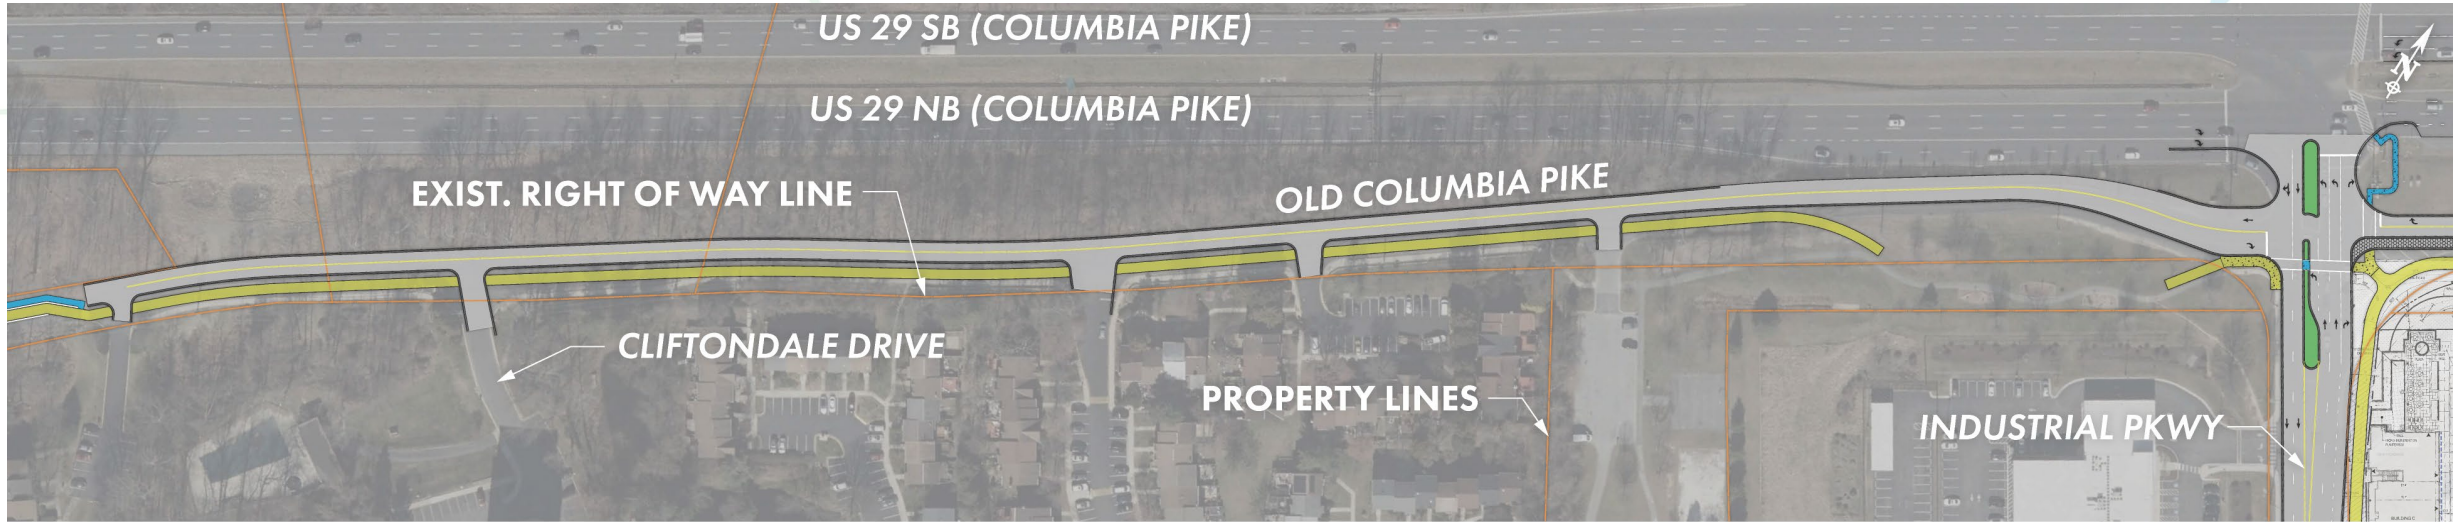 US 29 SB (COLUMBIA PIKE)
N
US 29 NB (COLUMBIA PIKE)
EXIST. RIGHT OF WAY LINE
OLD COLUMBIA PIKE
CLIFTONDALE DRIVE
PROPERTY LINES
INDUSTRIAL PKWY